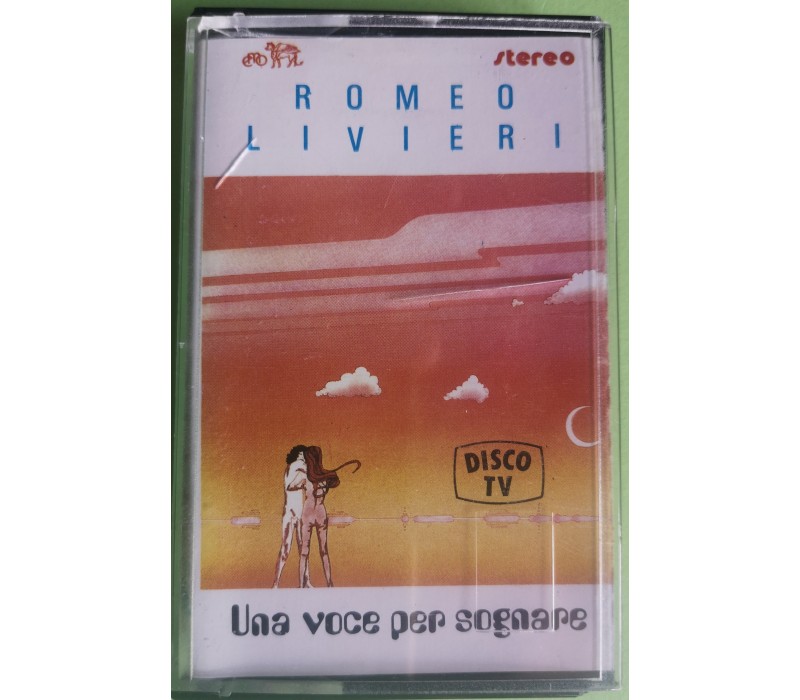 stereo
ROMEO
LIVIERI
DISCO
TV
Una voce per sognare